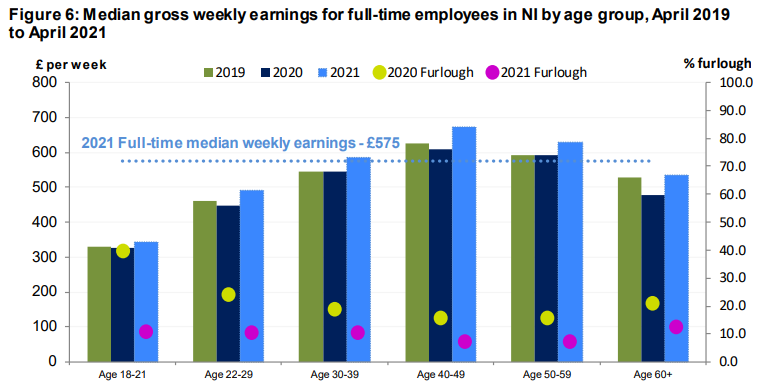 Figure 6: Median gross weekly earnings for full-time employees in NI by age group, April 2019
to April 2021
£ per week
2019 2020 2021 2020 Furlough 2021 Furlough
% furlough
800
700
600
500
400
300
200
100
0
2021 Full-time median weekly earnings - £575
100.0
90.0
80.0
70.0
60.0
50.0
40.0
30.0
20.0
10.0
0.0
Age 18-21 Age 22-29 Age 30-39 Age 40-49 Age 50-59 Age 60+